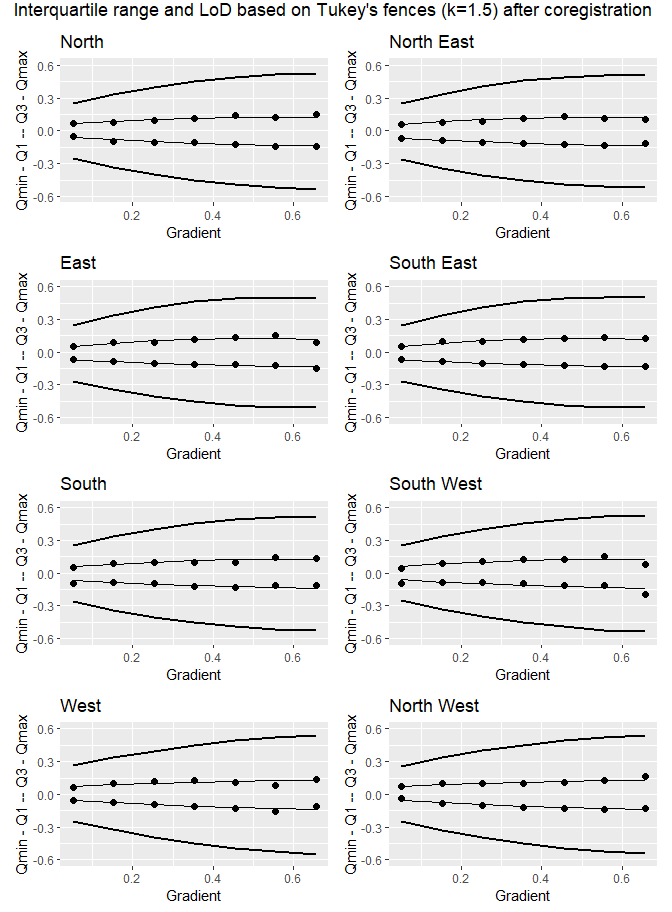 Interquartile range and LoD based on Tukey's fences (k=1.5) after coregistration
North
Qmin - Q1 -- Q3 - Qmax
0.6
0.3
0.0
-0.3
-0.6
0.2 0.4 0.6
Gradient
North East
Qmin - Q1 -- Q3 - Qmax
0.6
0.3
0.0
-0.3
-0.6
0.2 0.4 0.6
Gradient
East
Qmin - Q1 -- Q3 - Qmax
0.6
0.3
0.0
-0.3
-0.6
0.2 0.4 0.6
Gradient
South East
Qmin - Q1 -- Q3 - Qmax
0.6
0.3
0.0
-0.3
-0.6
0.2 0.4 0.6
Gradient
South
Qmin - Q1 -- Q3 - Qmax
0.6
0.3
0.0
-0.3
-0.6
0.2 0.4 0.6
Gradient
South West
Qmin - Q1 -- Q3 - Qmax
0.6
0.3
0.0
-0.3
-0.6
0.2 0.4 0.6
Gradient
West
Qmin - Q1 -- Q3 - Qmax
0.6
0.3
0.0
-0.3
-0.6
0.2 0.4 0.6
Gradient
North West
Qmin - Q1 -- Q3 - Qmax
0.6
0.3
0.0
-0.3
-0.6
0.2 0.4 0.6
Gradient